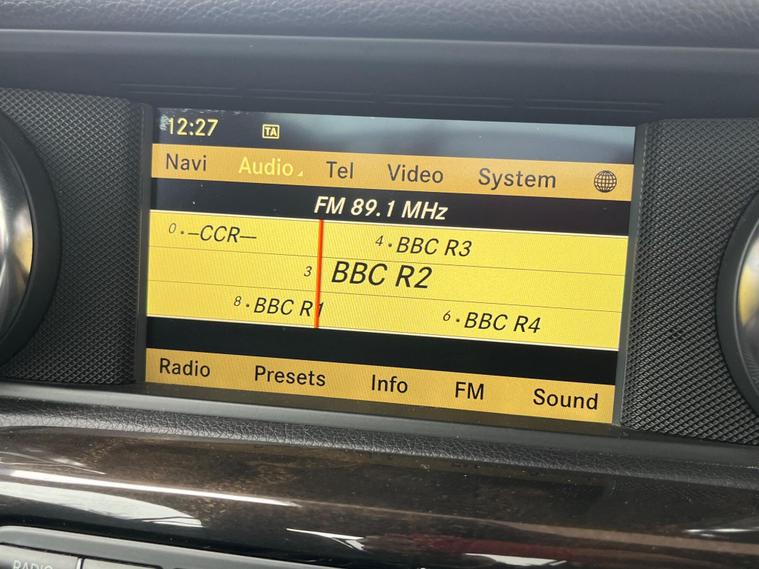 12:27 TA
Navi Audio Tel Video System
FM 89.1 MHz
0 · —CCR— 4 · BBC R3
3 BBC R2
8 · BBC R1 6 · BBC R4
Radio Presets Info FM Sound
RADIO